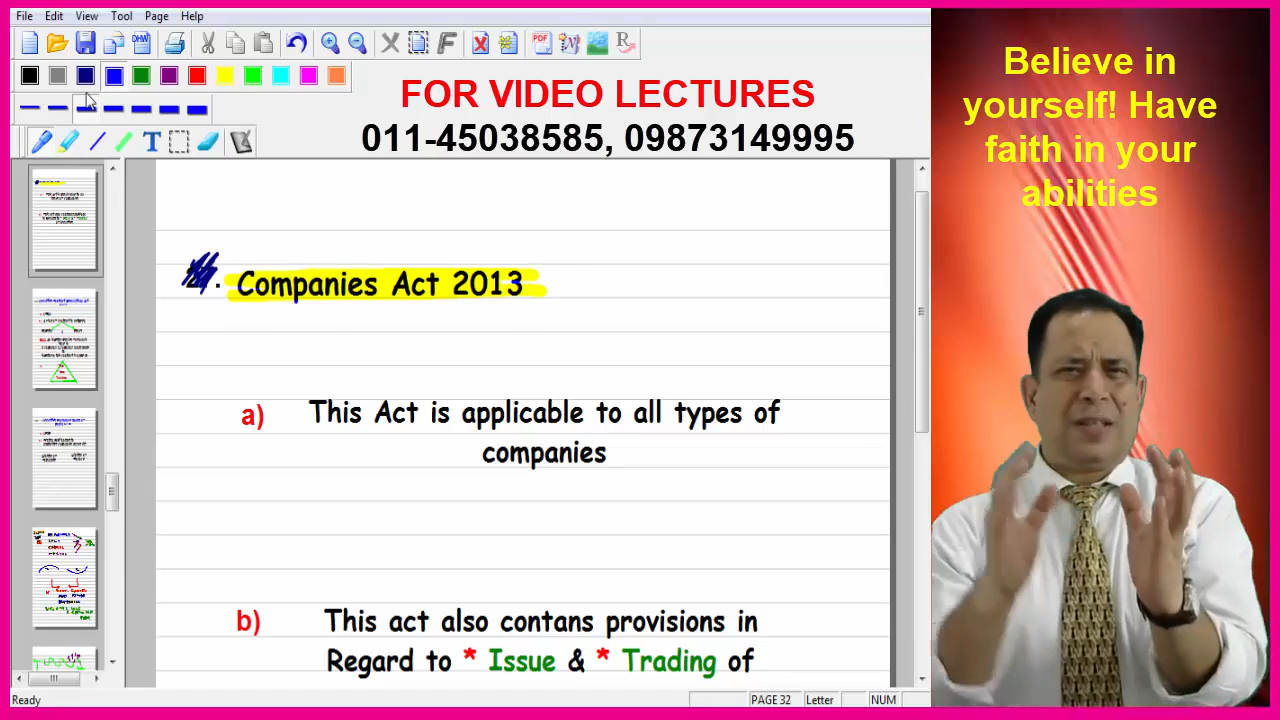 File Edit View Tool Page Help
FOR VIDEO LECTURES
011-45038585, 09873149995
Believe in
yourself! Have
faith in your
abilities
Companies Act 2013
a) This Act is applicable to all types of
companies
b) This act also contans provisions in
Regard to * Issue & * Trading of
Ready PAGE 32 Letter NUM